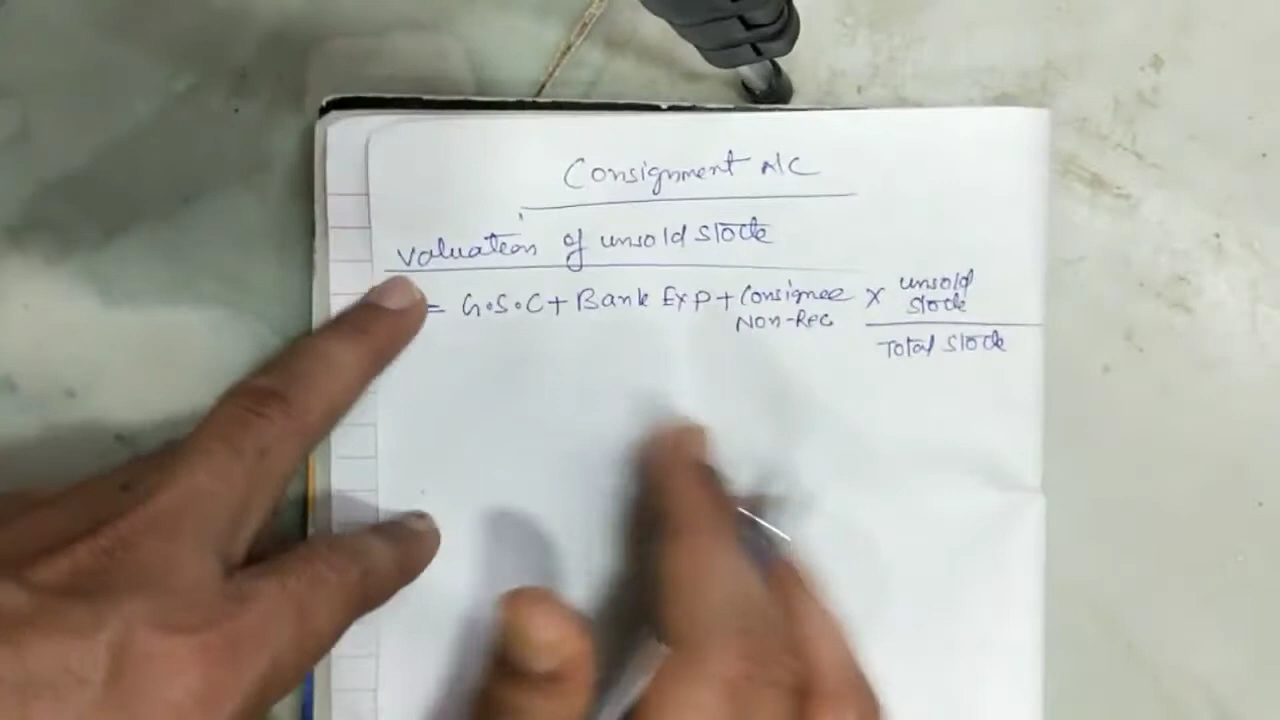 Consignment A/C
Valuation of unsold stock
= G.S.C + Bank Exp + Consignee Non-Rec × unsold stock / Total stock